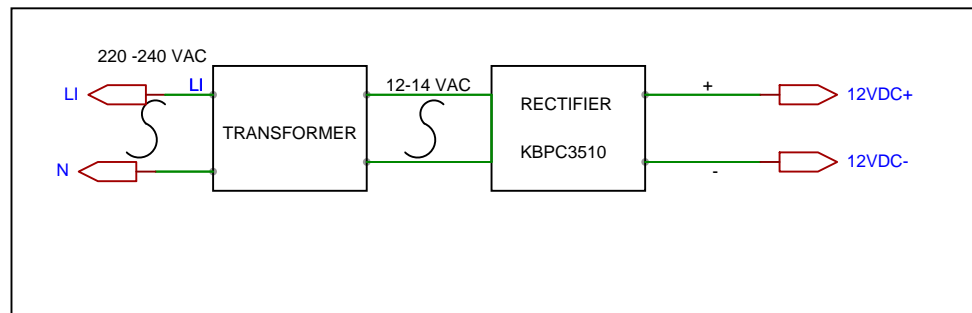 220 -240 VAC
LI
LI
N
TRANSFORMER
12-14 VAC
RECTIFIER
KBPC3510
+
-
12VDC+
12VDC-